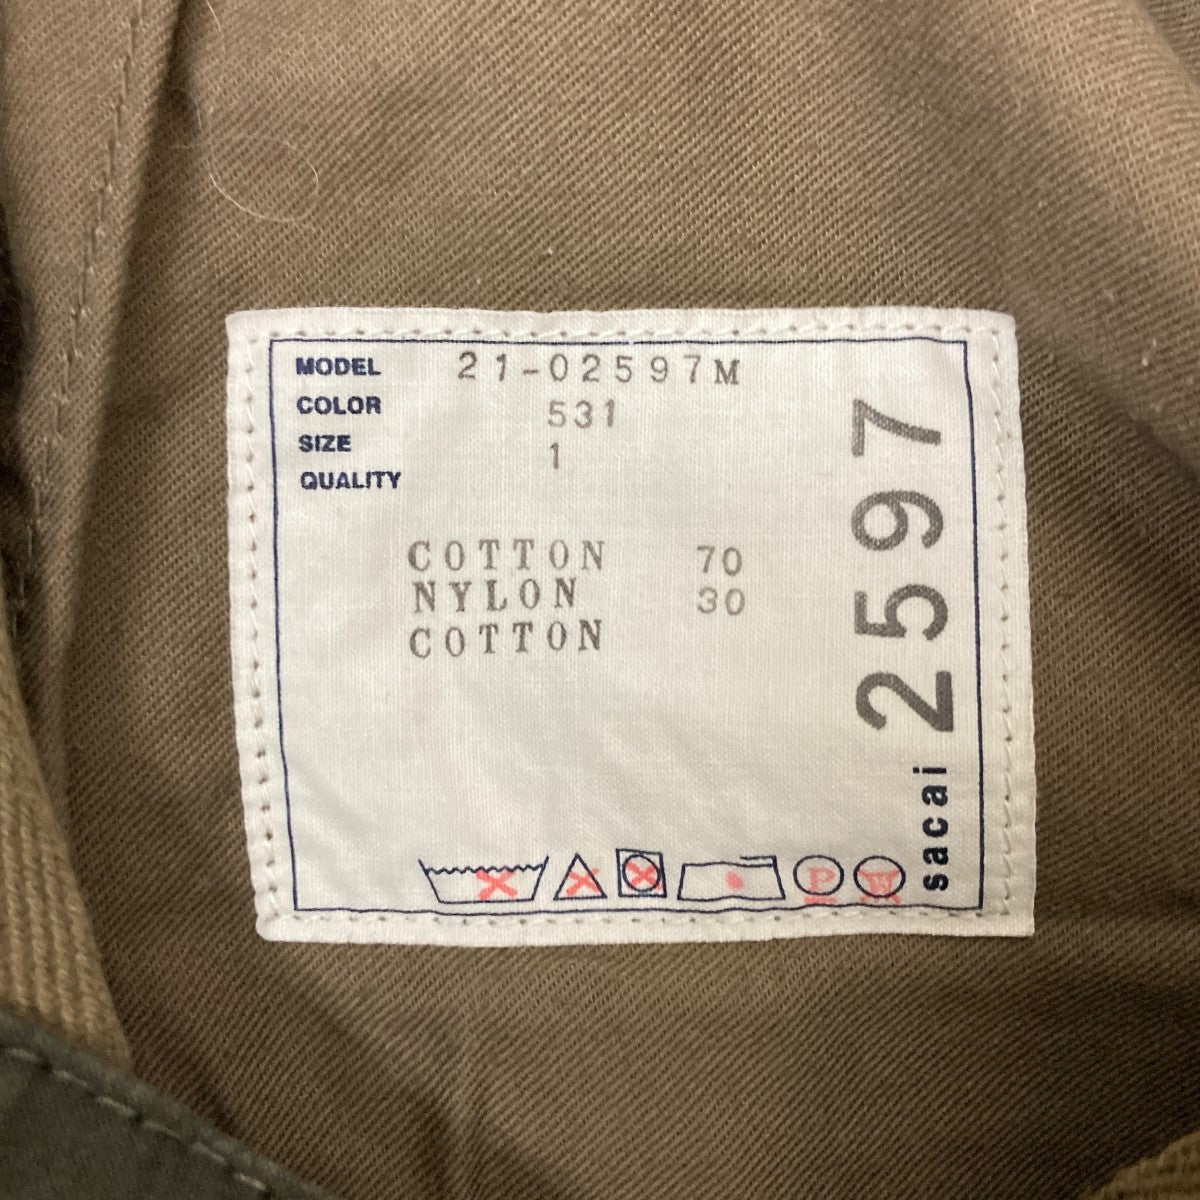 MODEL 21-02597M
COLOR 531
SIZE 1
QUALITY
COTTON 70
NYLON 30
COTTON
sacai 2597
P
W